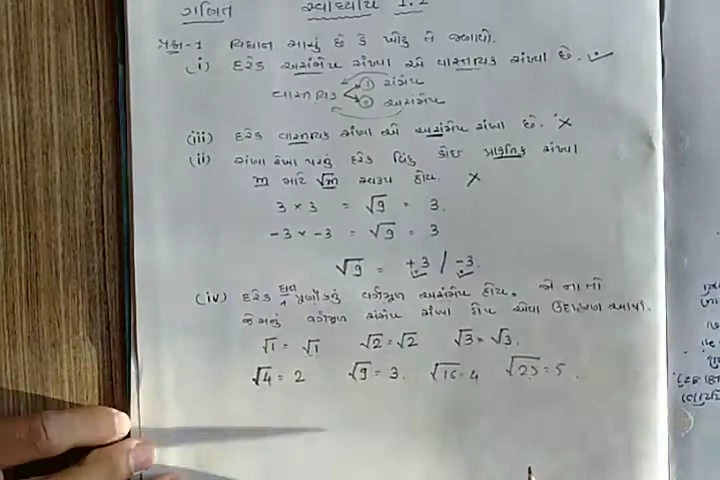 ગણિત સ્વાધ્યાય 1.2
પ્રશ્ન-1 વિધાન સાચું છે કે ખોટું તે જણાવો.
(i) દરેક અસંમેય સંખ્યા એ વાસ્તવિક સંખ્યા છે. ✓
① સંમેય
વાસ્તવિક
② અસંમેય
(iii) દરેક વાસ્તવિક સંખ્યા એ અસંમેય સંખ્યા છે. ×
(ii) સંખ્યા રેખા પરનું દરેક બિંદુ કોઇ પ્રાકૃતિક સંખ્યા
m માટે √m સ્વરૂપ હોય. ×
3 × 3 = √9 = 3.
-3 × -3 = √9 = 3
√9 = +3 / -3.
(iv) દરેક ધન પૂર્ણાંકનું વર્ગમૂળ અસંમેય હોય. જો ના તો
જેમનું વર્ગમૂળ સંમેય સંખ્યા હોય એવા ઉદાહરણ આપો.
√1 = √1 √2 = √2 √3 = √3.
√4 = 2 √9 = 3. √16 = 4 √25 = 5.